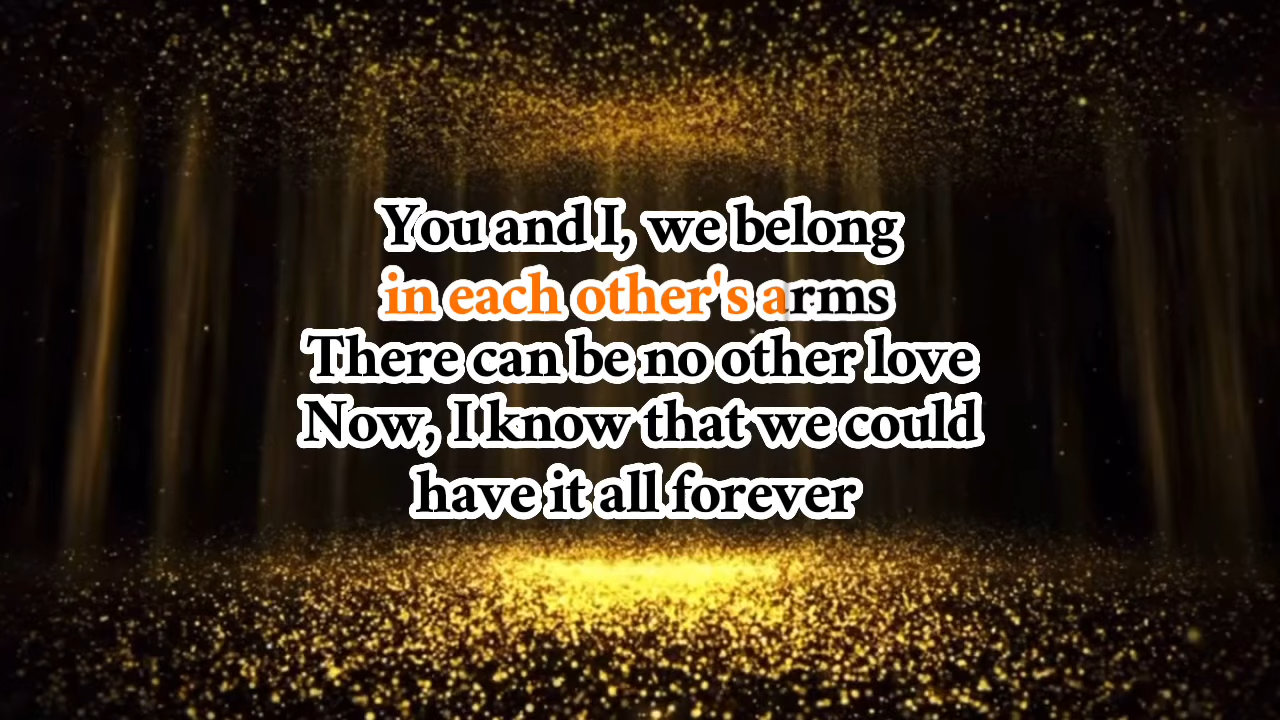 You and I, we belong
in each other's arms
There can be no other love
Now, I know that we could
have it all forever